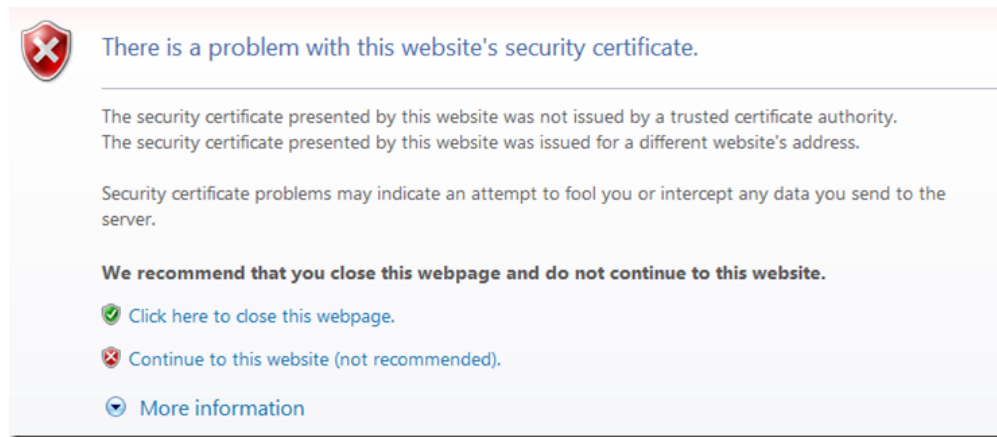 There is a problem with this website's security certificate.
The security certificate presented by this website was not issued by a trusted certificate authority.
The security certificate presented by this website was issued for a different website's address.
Security certificate problems may indicate an attempt to fool you or intercept any data you send to the
server.
We recommend that you close this webpage and do not continue to this website.
Click here to close this webpage.
Continue to this website (not recommended).
More information